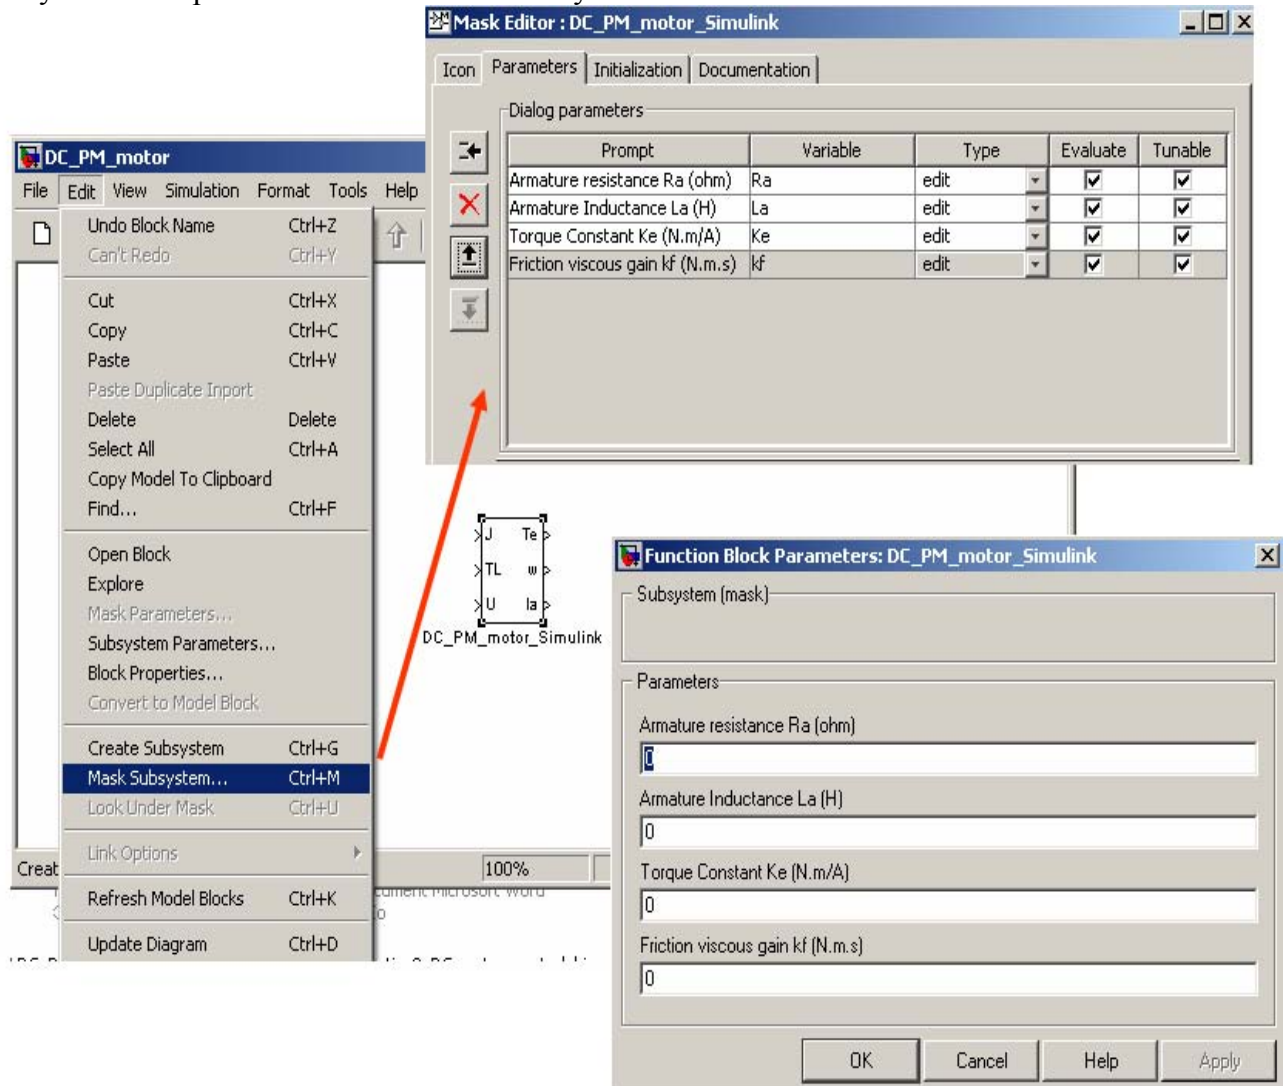 Mask Editor : DC_PM_motor_Simulink
Icon Parameters Initialization Documentation
Dialog parameters
Prompt Variable Type Evaluate Tunable
Armature resistance Ra (ohm) Ra edit
Armature Inductance La (H) La edit
Torque Constant Ke (N.m/A) Ke edit
Friction viscous gain kf (N.m.s) kf edit
DC_PM_motor
File Edit View Simulation Format Tools Help
Undo Block Name Ctrl+Z
Can't Redo Ctrl+Y
Cut Ctrl+X
Copy Ctrl+C
Paste Ctrl+V
Paste Duplicate Inport
Delete Delete
Select All Ctrl+A
Copy Model To Clipboard
Find... Ctrl+F
Open Block
Explore
Mask Parameters...
Subsystem Parameters...
Block Properties...
Convert to Model Block
Create Subsystem Ctrl+G
Mask Subsystem... Ctrl+M
Look Under Mask Ctrl+U
Link Options
Refresh Model Blocks Ctrl+K
Update Diagram Ctrl+D
J Te
TL w
U Ia
DC_PM_motor_Simulink
Creat 100%
Microsoft Word
Function Block Parameters: DC_PM_motor_Simulink
Subsystem (mask)
Parameters
Armature resistance Ra (ohm)
0
Armature Inductance La (H)
0
Torque Constant Ke (N.m/A)
0
Friction viscous gain kf (N.m.s)
0
OK Cancel Help Apply